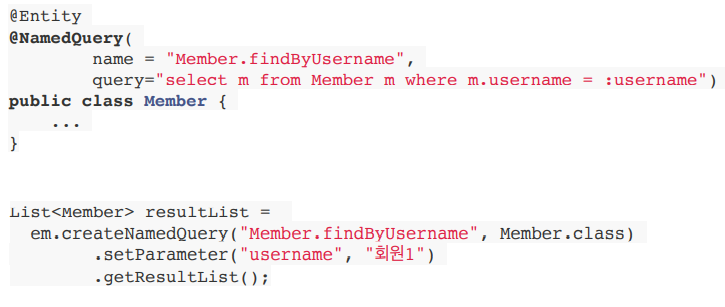 @Entity
@NamedQuery(
        name = "Member.findByUsername",
        query="select m from Member m where m.username = :username")
public class Member {
    ...
}
List<Member> resultList =
  em.createNamedQuery("Member.findByUsername", Member.class)
        .setParameter("username", "회원1")
        .getResultList();